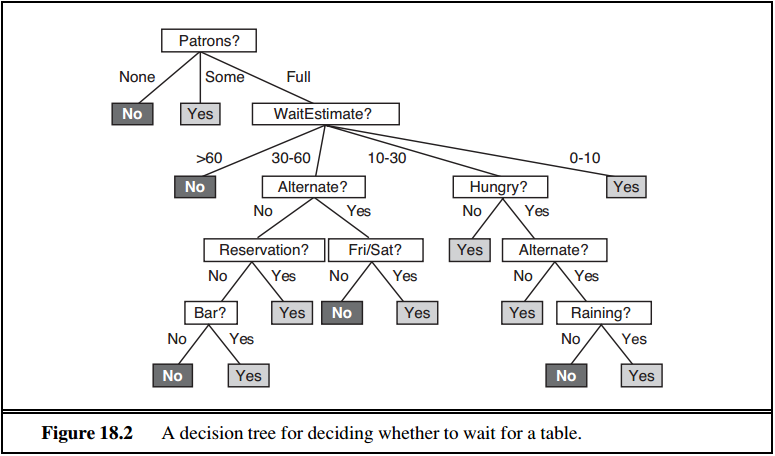 Patrons?
None Some Full
No Yes WaitEstimate?
>60 30-60 10-30 0-10
No Alternate? Hungry? Yes
No Yes No Yes
Reservation? Fri/Sat? Yes Alternate?
No Yes No Yes No Yes
Bar? Yes No Yes Yes Raining?
No Yes No Yes
No Yes No Yes
Figure 18.2 A decision tree for deciding whether to wait for a table.